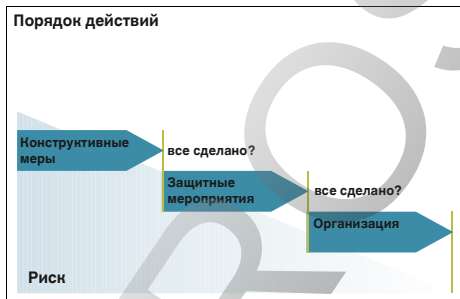 Порядок действий
Конструктивные
меры
все сделано?
Защитные
мероприятия
все сделано?
Организация
Риск